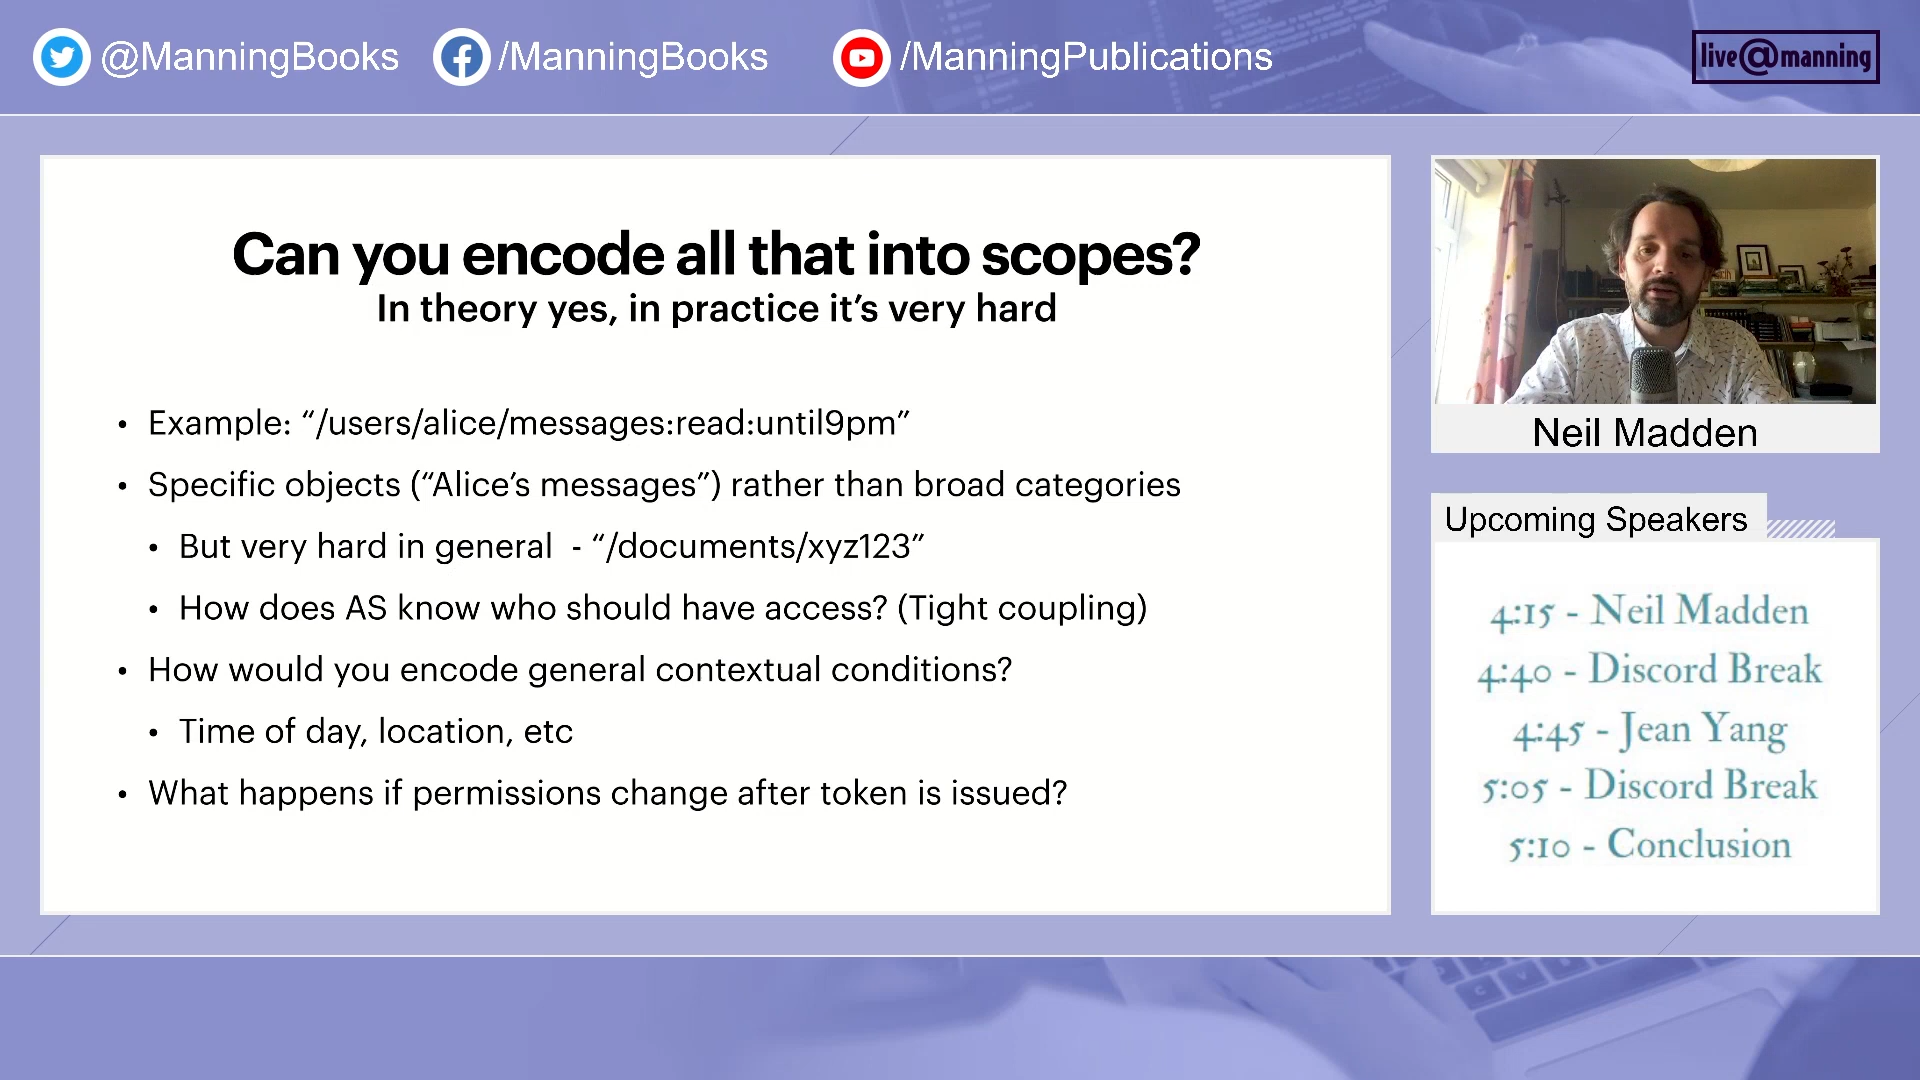 @ManningBooks
/ManningBooks
/ManningPublications
live@manning
Can you encode all that into scopes?
In theory yes, in practice it’s very hard
• Example: “/users/alice/messages:read:until9pm”
• Specific objects (“Alice’s messages”) rather than broad categories
• But very hard in general - “/documents/xyz123”
• How does AS know who should have access? (Tight coupling)
• How would you encode general contextual conditions?
• Time of day, location, etc
• What happens if permissions change after token is issued?
Neil Madden
Upcoming Speakers
4:15 - Neil Madden
4:40 - Discord Break
4:45 - Jean Yang
5:05 - Discord Break
5:10 - Conclusion